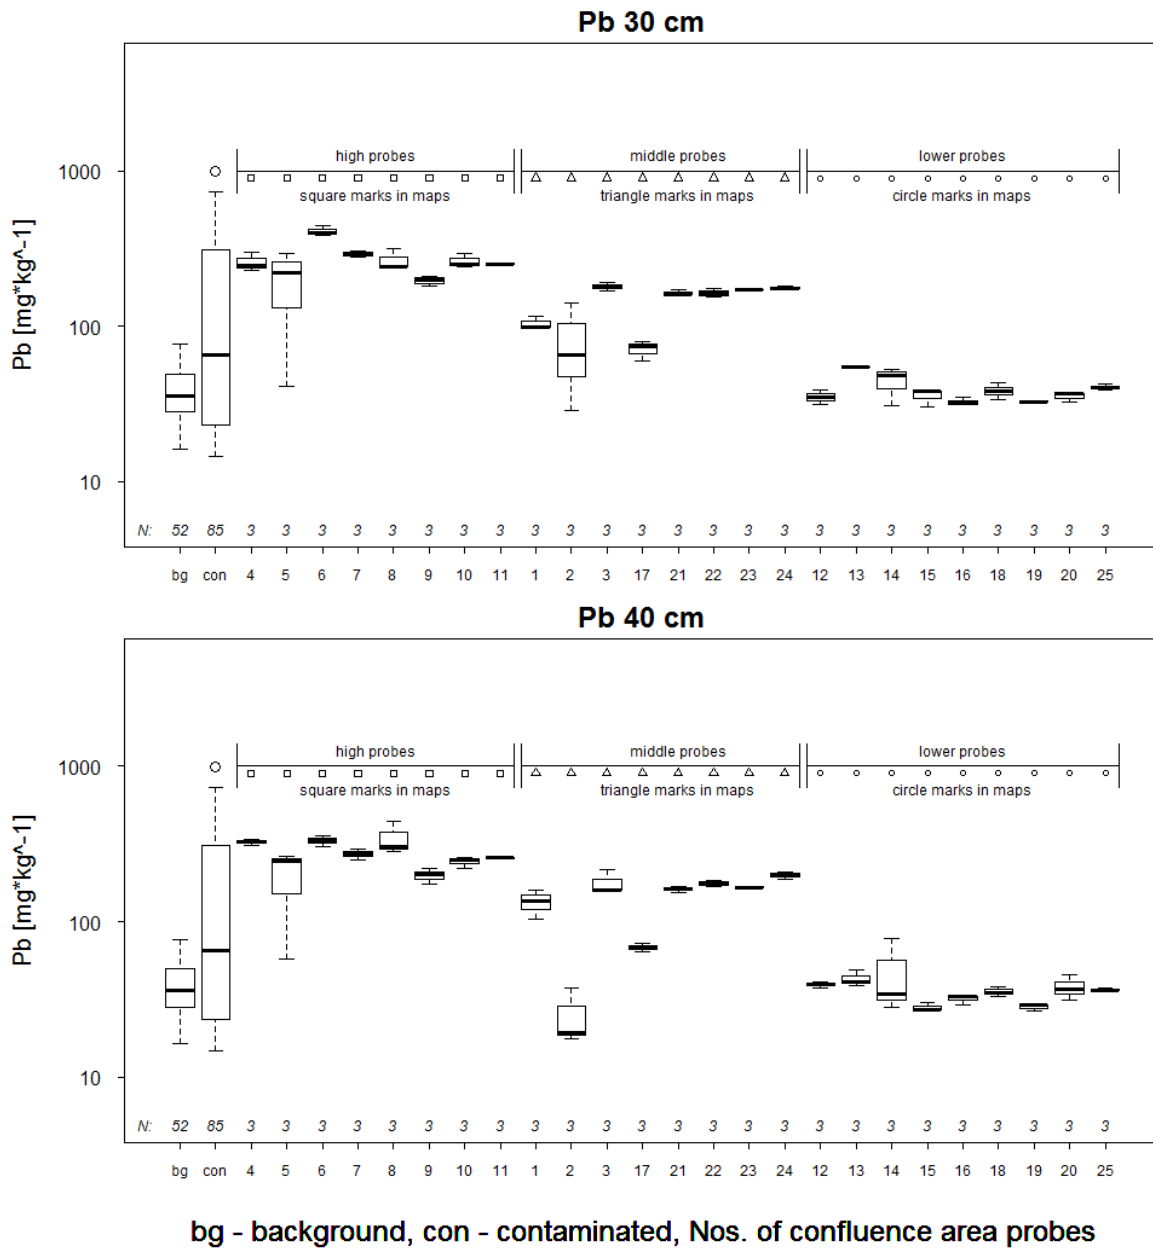 Pb 30 cm
Pb [mg*kg^-1]
1000
100
10
high probes
middle probes
lower probes
square marks in maps
triangle marks in maps
circle marks in maps
N: 52 85 3 3 3 3 3 3 3 3 3 3 3 3 3 3 3 3 3 3 3 3 3 3 3 3 3
bg con 4 5 6 7 8 9 10 11 1 2 3 17 21 22 23 24 12 13 14 15 16 18 19 20 25
Pb 40 cm
Pb [mg*kg^-1]
1000
100
10
high probes
middle probes
lower probes
square marks in maps
triangle marks in maps
circle marks in maps
N: 52 85 3 3 3 3 3 3 3 3 3 3 3 3 3 3 3 3 3 3 3 3 3 3 3 3 3
bg con 4 5 6 7 8 9 10 11 1 2 3 17 21 22 23 24 12 13 14 15 16 18 19 20 25
bg - background, con - contaminated, Nos. of confluence area probes